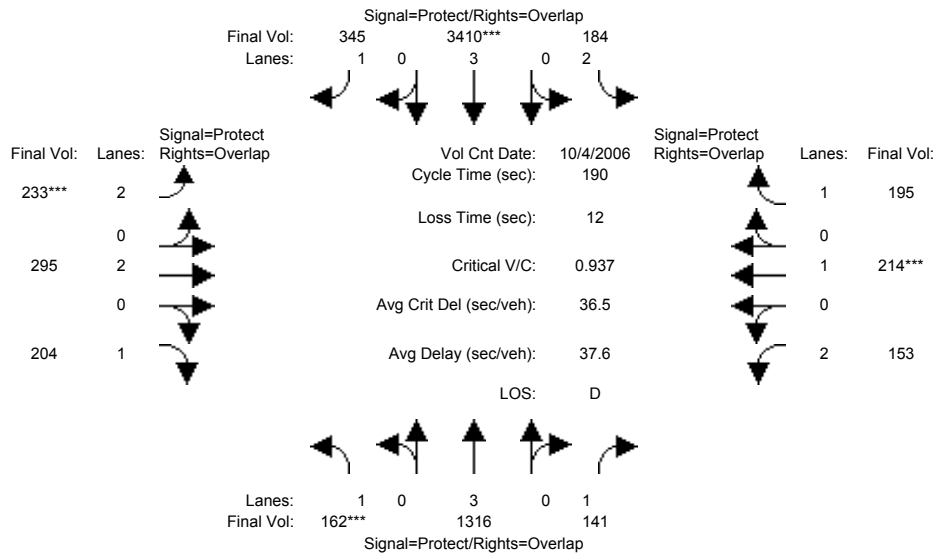 Signal=Protect/Rights=Overlap
Final Vol: 345 3410*** 184
Lanes: 1 0 3 0 2
Signal=Protect
Final Vol: Lanes: Rights=Overlap
Vol Cnt Date: 10/4/2006
Signal=Protect
Rights=Overlap Lanes: Final Vol:
Cycle Time (sec): 190
233*** 2
1 195
Loss Time (sec): 12
0
0
295 2
Critical V/C: 0.937
1 214***
0
Avg Crit Del (sec/veh): 36.5
0
204 1
Avg Delay (sec/veh): 37.6
2 153
LOS: D
Lanes: 1 0 3 0 1
Final Vol: 162*** 1316 141
Signal=Protect/Rights=Overlap